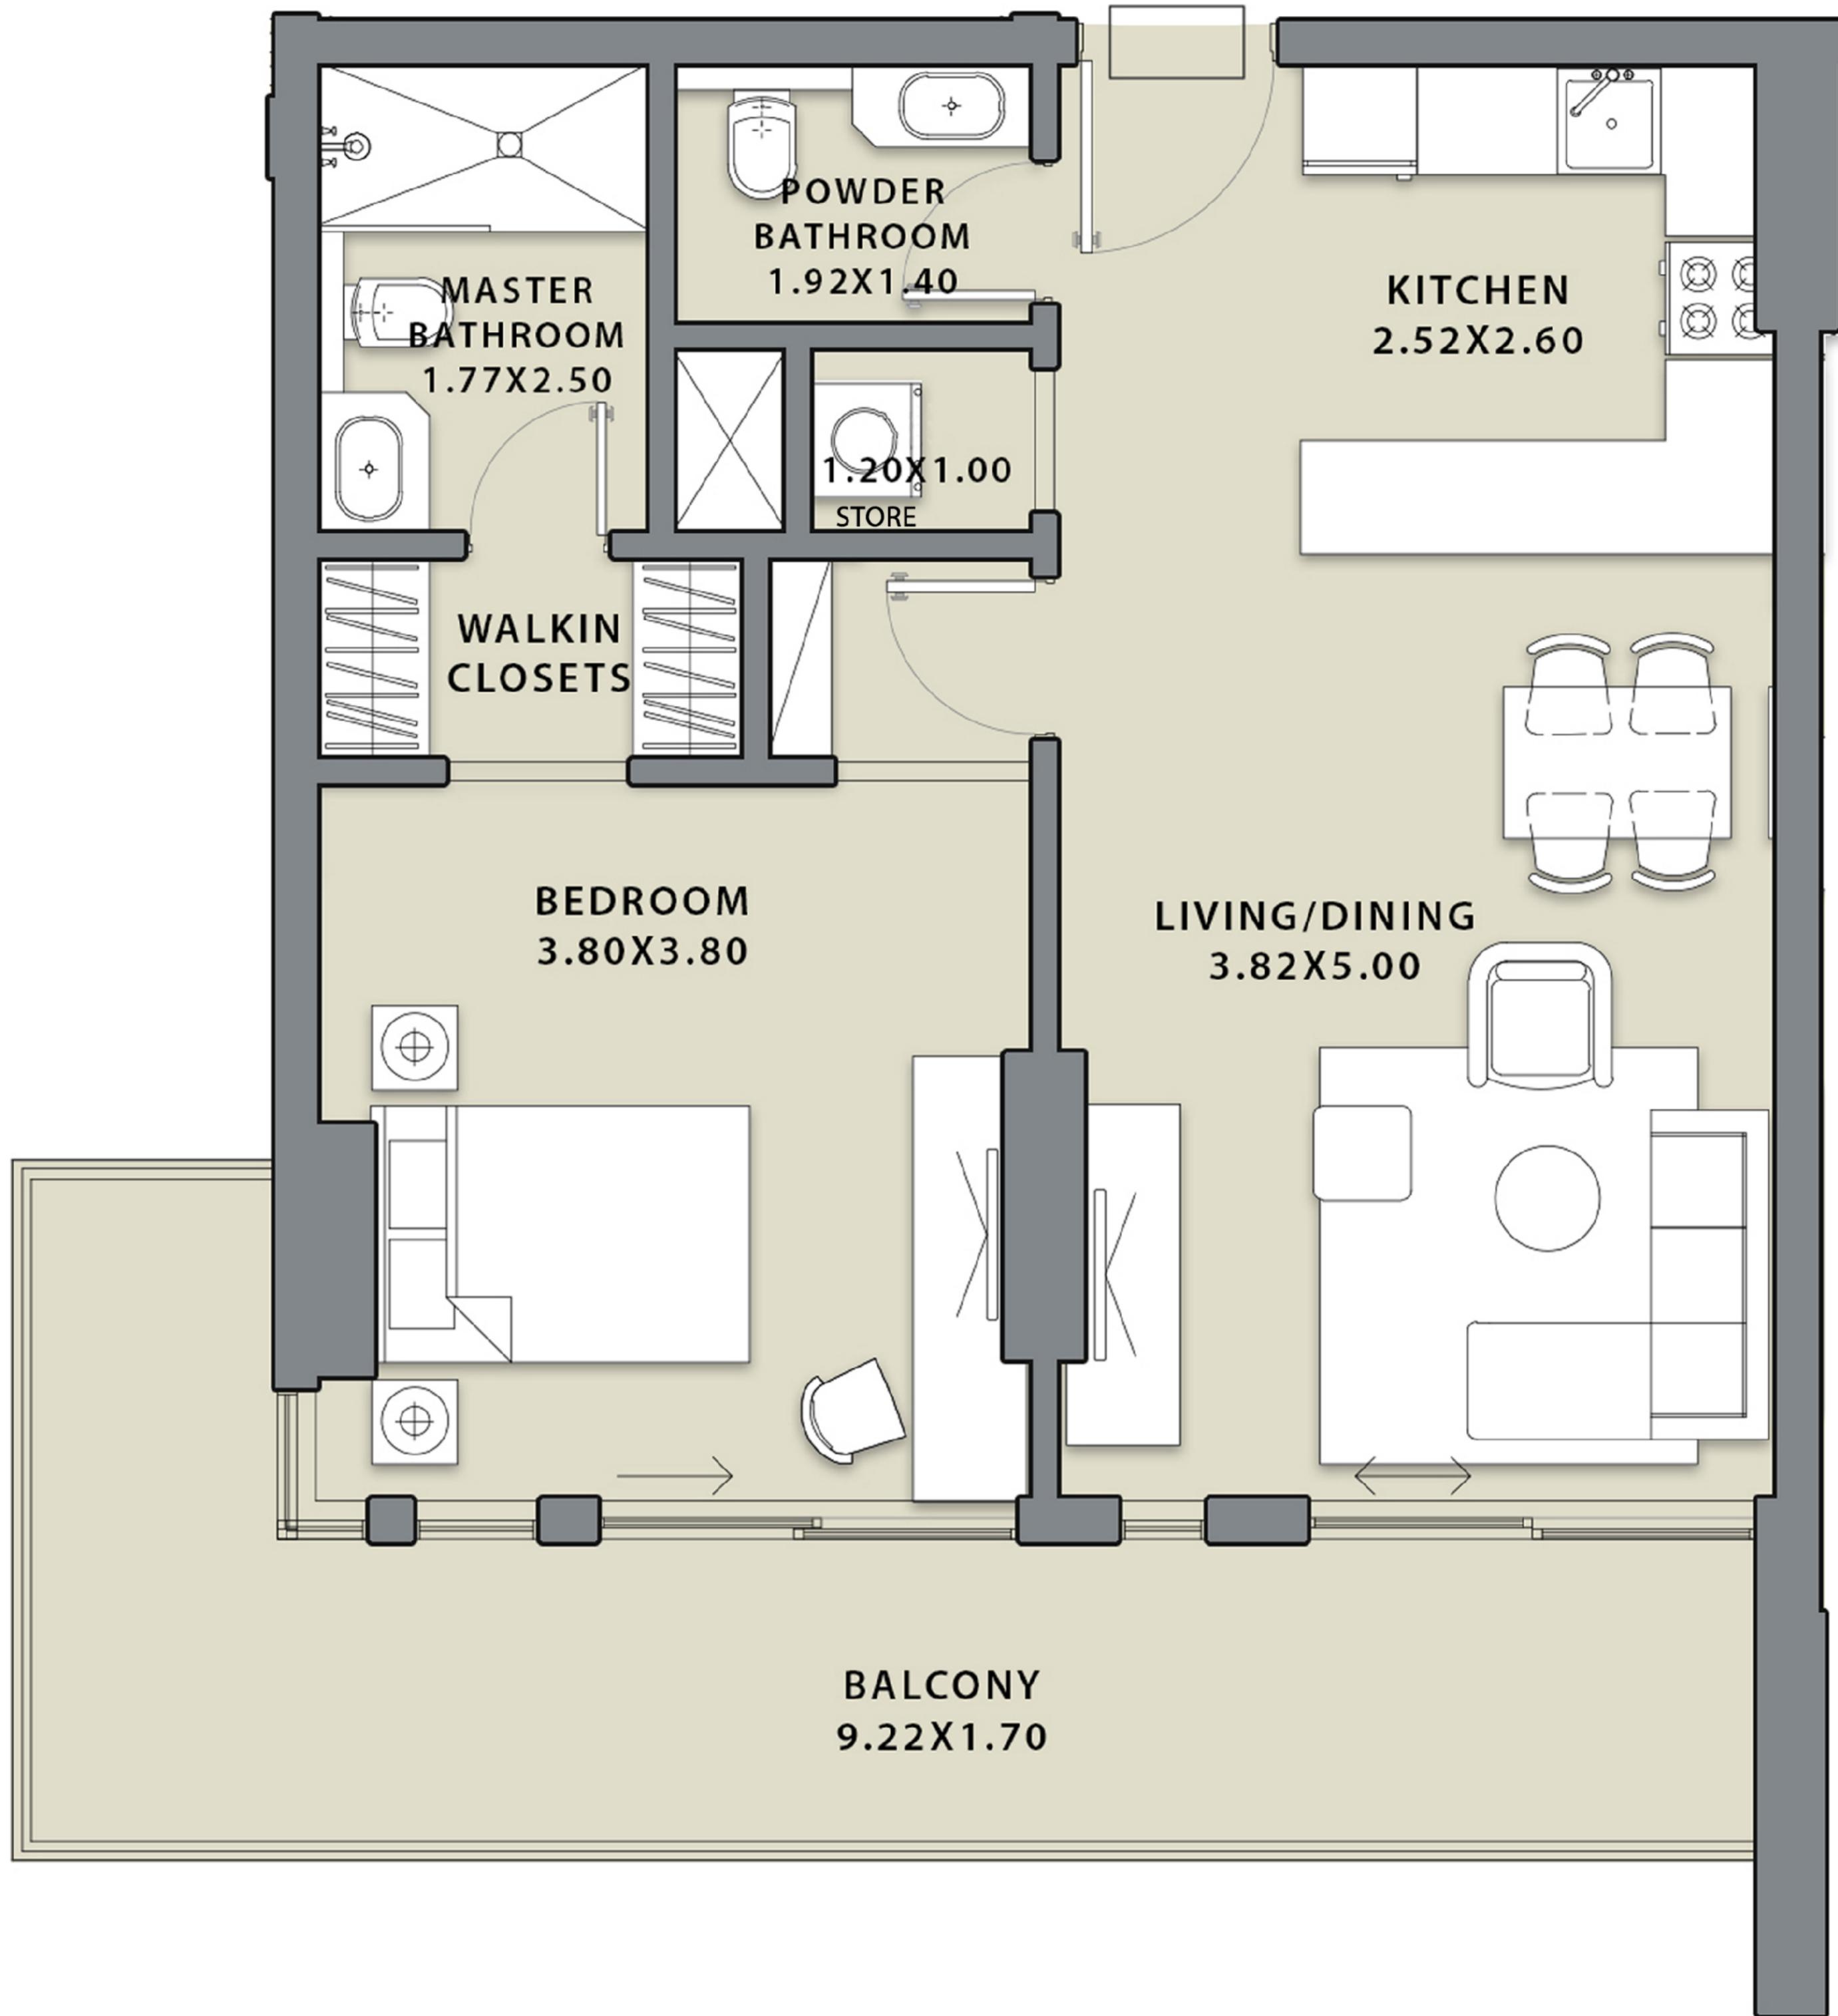 POWDER
BATHROOM
1.92X1.40
MASTER
BATHROOM
1.77X2.50
KITCHEN
2.52X2.60
1.20X1.00
STORE
WALKIN
CLOSETS
BEDROOM
3.80X3.80
LIVING/DINING
3.82X5.00
BALCONY
9.22X1.70